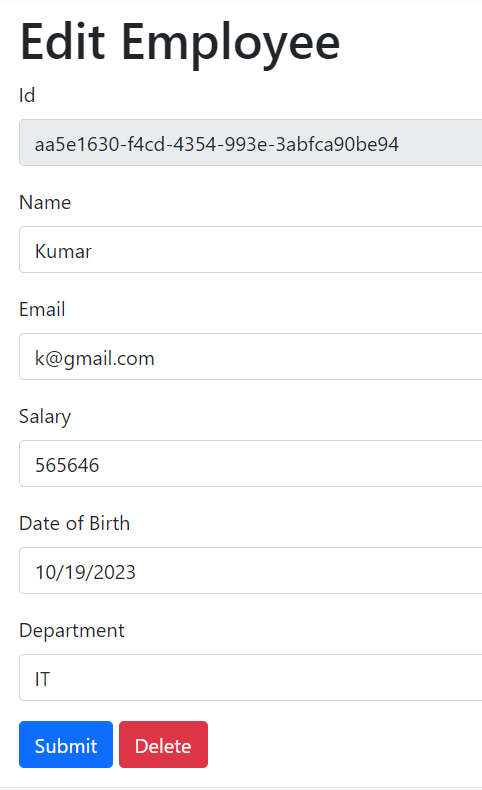 Edit Employee
Id
aa5e1630-f4cd-4354-993e-3abfca90be94
Name
Kumar
Email
k@gmail.com
Salary
565646
Date of Birth
10/19/2023
Department
IT
Submit Delete